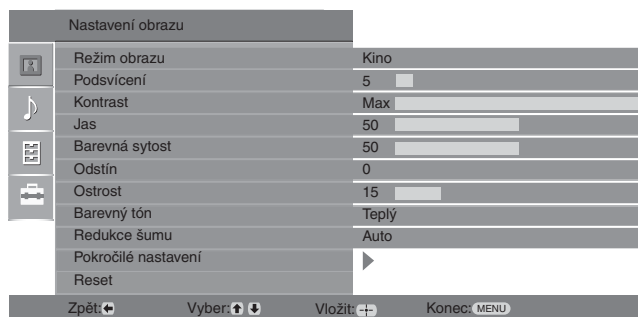 Nastavení obrazu
Režim obrazu Kino
Podsvícení 5
Kontrast Max
Jas 50
Barevná sytost 50
Odstín 0
Ostrost 15
Barevný tón Teplý
Redukce šumu Auto
Pokročilé nastavení
Reset
Zpět: Vyber: Vložit: Konec: MENU